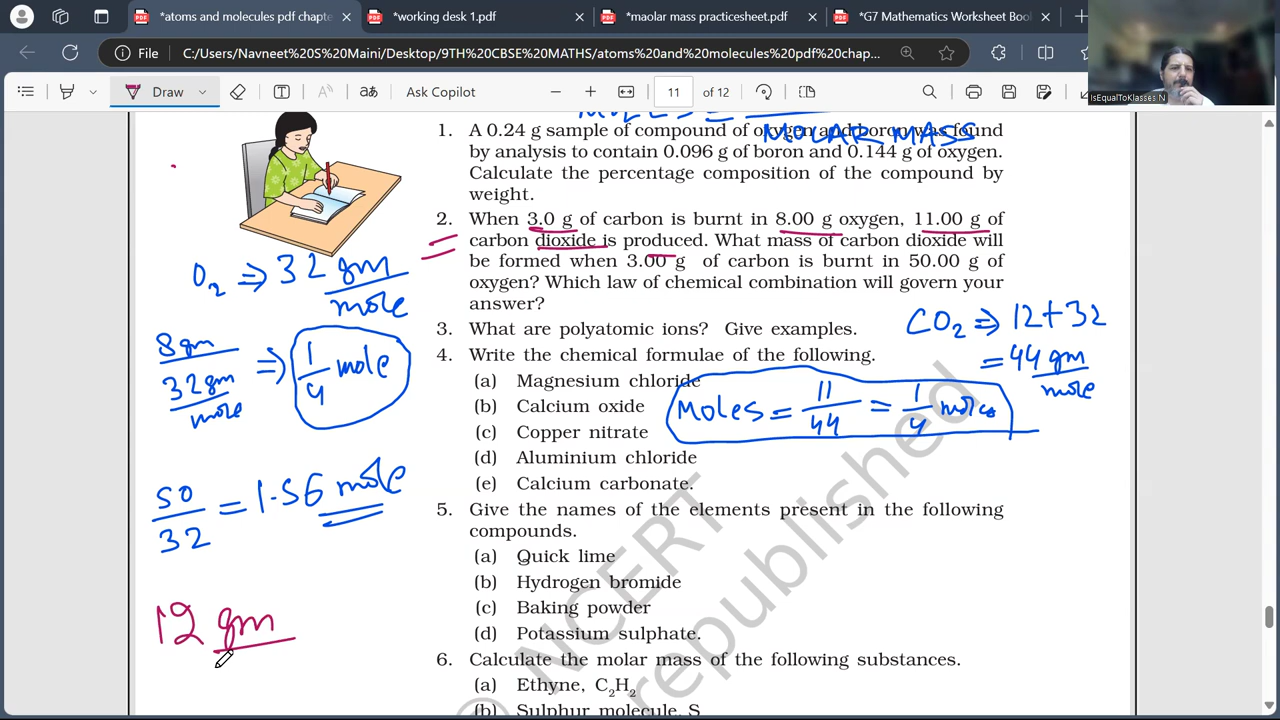 *atoms and molecules pdf chapte
*working desk 1.pdf
*maolar mass practicesheet.pdf
*G7 Mathematics Worksheet Boo
File
C:/Users/Navneet%20S%20Maini/Desktop/9TH%20CBSE%20MATHS/atoms%20and%20molecules%20pdf%20chap...
Draw
Ask Copilot
11 of 12
IsEqualToKlasses N
MOLAR MASS
1. A 0.24 g sample of compound of oxygen and boron was found
by analysis to contain 0.096 g of boron and 0.144 g of oxygen.
Calculate the percentage composition of the compound by
weight.
2. When 3.0 g of carbon is burnt in 8.00 g oxygen, 11.00 g of
carbon dioxide is produced. What mass of carbon dioxide will
be formed when 3.00 g of carbon is burnt in 50.00 g of
oxygen? Which law of chemical combination will govern your
answer?
3. What are polyatomic ions? Give examples.
4. Write the chemical formulae of the following.
(a) Magnesium chloride
(b) Calcium oxide
(c) Copper nitrate
(d) Aluminium chloride
(e) Calcium carbonate.
5. Give the names of the elements present in the following
compounds.
(a) Quick lime
(b) Hydrogen bromide
(c) Baking powder
(d) Potassium sulphate.
6. Calculate the molar mass of the following substances.
(a) Ethyne, C2H2
(b) Sulphur molecule, S
O2 ⇒ 32 gm/mole
8gm / 32gm/mole ⇒ 1/4 mole
50/32 = 1.56 mole
12 gm
CO2 ⇒ 12+32
= 44 gm/mole
MOLES = 11/44 = 1/4 moles
© NCERT
republished